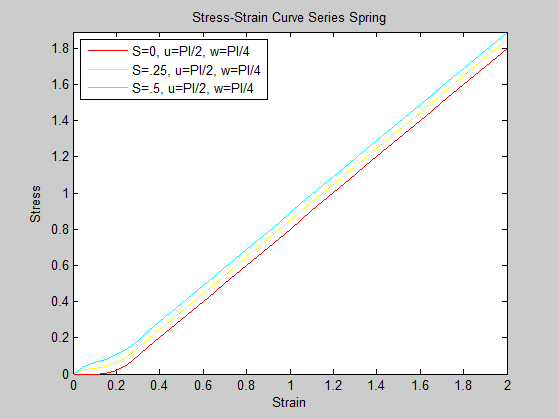 Stress-Strain Curve Series Spring
S=0, u=PI/2, w=PI/4
S=.25, u=PI/2, w=PI/4
S=.5, u=PI/2, w=PI/4
1.8
1.6
1.4
1.2
1
0.8
0.6
0.4
0.2
0
Stress
0 0.2 0.4 0.6 0.8 1 1.2 1.4 1.6 1.8 2
Strain